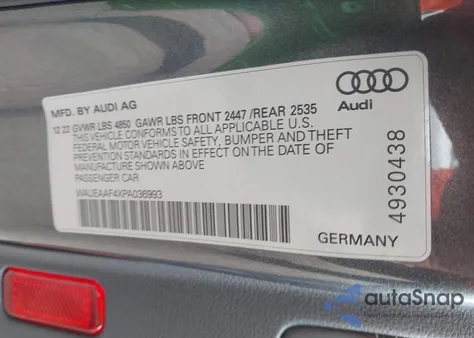 MFD. BY AUDI AG
12 22 GVWR LBS 4850 GAWR LBS FRONT 2447 /REAR 2535
THIS VEHICLE CONFORMS TO ALL APPLICABLE U.S.
FEDERAL MOTOR VEHICLE SAFETY, BUMPER AND THEFT
PREVENTION STANDARDS IN EFFECT ON THE DATE OF
MANUFACTURE SHOWN ABOVE
PASSENGER CAR
WAUEAAF4XPA036993
Audi
4930438
GERMANY
autoSnap